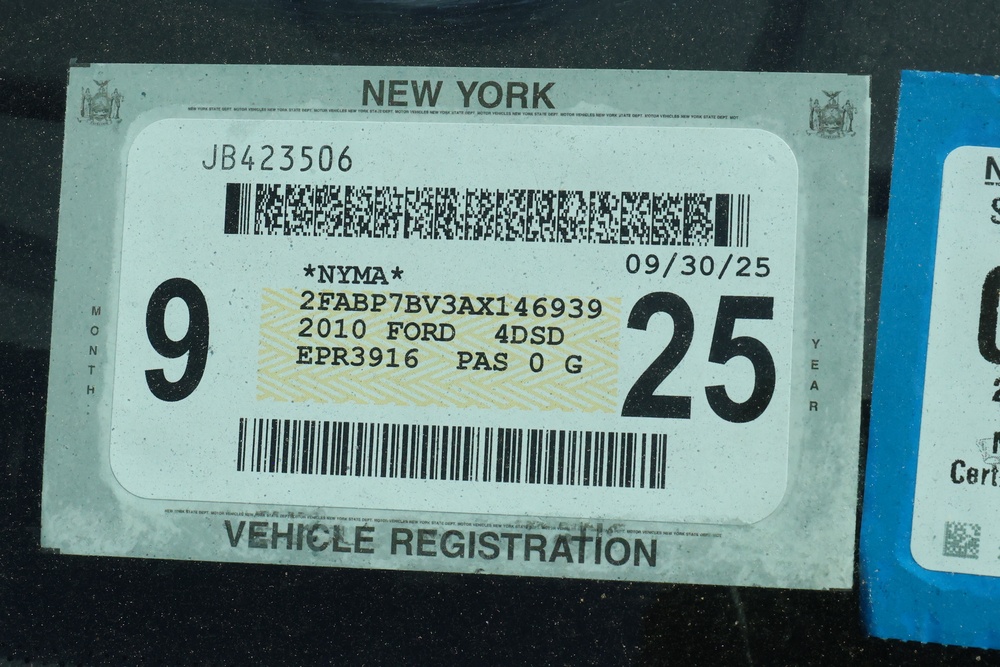 NEW YORK
JB423506
09/30/25
*NYMA*
2FABP7BV3AX146939
2010 FORD 4DSD
EPR3916 PAS 0 G
9
25
MONTH
YEAR
VEHICLE REGISTRATION
N
S
Cert